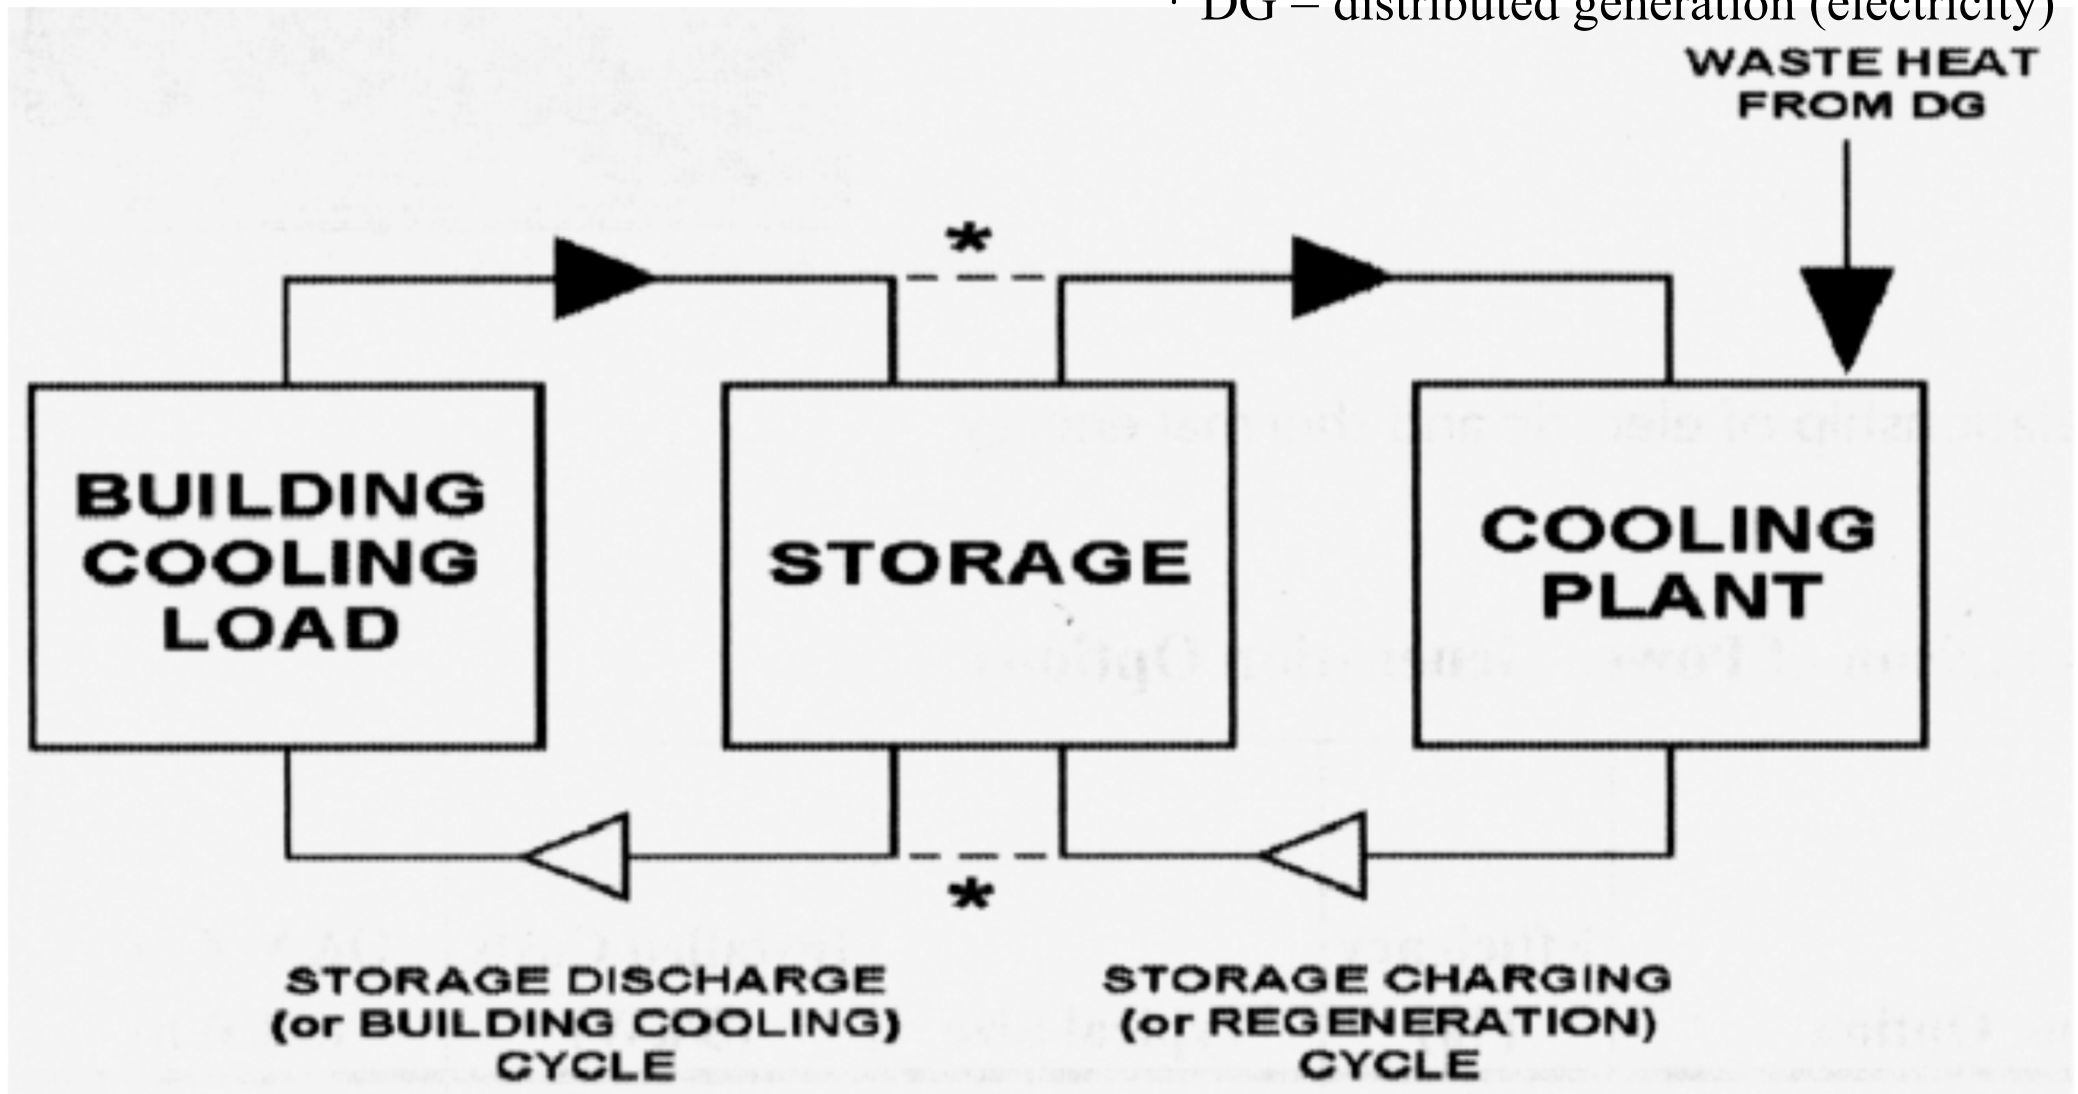 * DG – distributed generation (electricity)
WASTE HEAT
FROM DG
*
BUILDING
COOLING
LOAD
STORAGE
COOLING
PLANT
*
STORAGE DISCHARGE
(or BUILDING COOLING)
CYCLE
STORAGE CHARGING
(or REGENERATION)
CYCLE